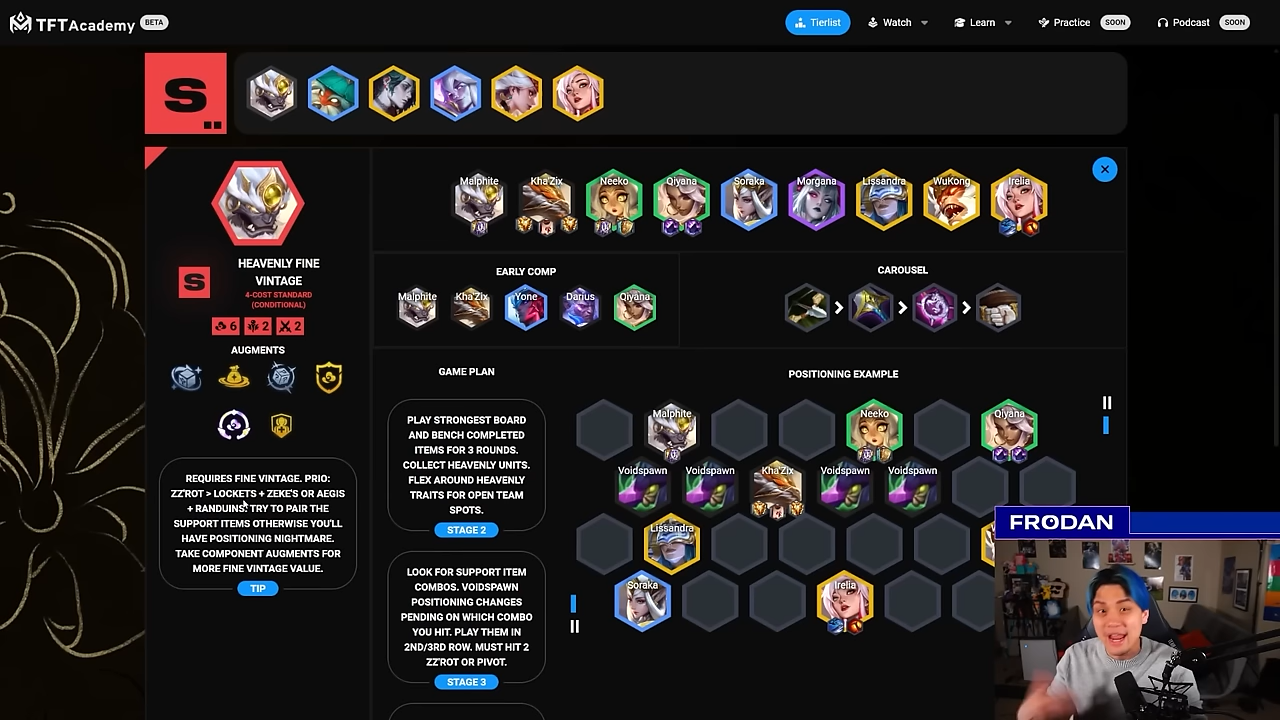 TFTAcademy BETA
Tierlist
Watch
Learn
Practice SOON
Podcast SOON
S
HEAVENLY FINE
VINTAGE
S
4-COST STANDARD
(CONDITIONAL)
6 2 2
AUGMENTS
REQUIRES FINE VINTAGE. PRIO:
ZZ'ROT > LOCKETS + ZEKE'S OR AEGIS
+ RANDUINS. TRY TO PAIR THE
SUPPORT ITEMS OTHERWISE YOU'LL
HAVE POSITIONING NIGHTMARE.
TAKE COMPONENT AUGMENTS FOR
MORE FINE VINTAGE VALUE.
TIP
Malphite Kha'Zix Neeko Qiyana Soraka Morgana Lissandra WuKong Irelia
EARLY COMP
Malphite Kha'Zix Yone Darius Qiyana
CAROUSEL
GAME PLAN
PLAY STRONGEST BOARD
AND BENCH COMPLETED
ITEMS FOR 3 ROUNDS.
COLLECT HEAVENLY UNITS.
FLEX AROUND HEAVENLY
TRAITS FOR OPEN TEAM
SPOTS.
STAGE 2
LOOK FOR SUPPORT ITEM
COMBOS. VOIDSPAWN
POSITIONING CHANGES
PENDING ON WHICH COMBO
YOU HIT. PLAY THEM IN
2ND/3RD ROW. MUST HIT 2
ZZ'ROT OR PIVOT.
STAGE 3
POSITIONING EXAMPLE
Malphite Neeko Qiyana
Voidspawn Voidspawn Kha'Zix Voidspawn Voidspawn
Lissandra
Soraka Irelia
FRODAN